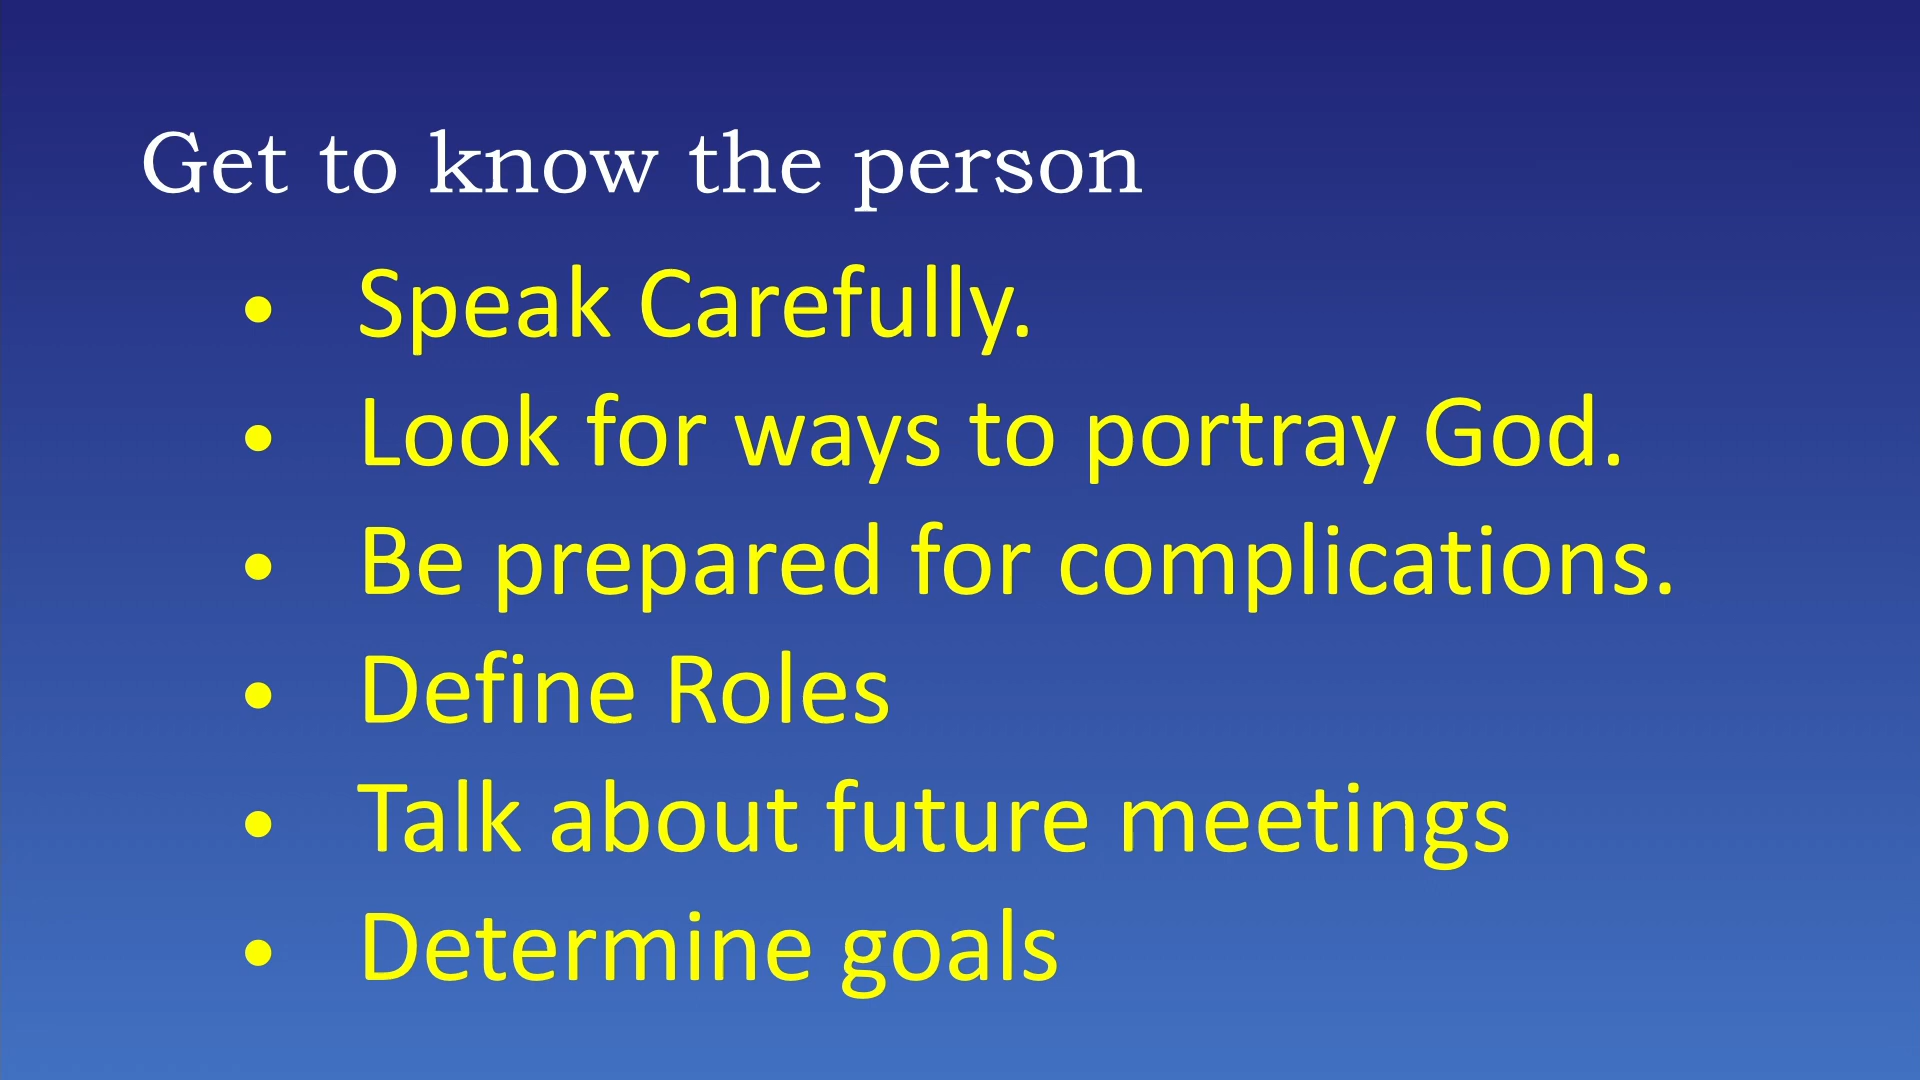 Get to know the person
• Speak Carefully.
• Look for ways to portray God.
• Be prepared for complications.
• Define Roles
• Talk about future meetings
• Determine goals